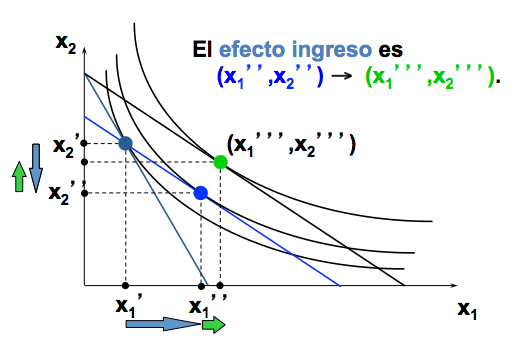 x₂
El efecto ingreso es
(x₁’’,x₂’’) → (x₁’’’,x₂’’’).
(x₁’’’,x₂’’’)
x₂’
x₂’’
x₁’ x₁’’
x₁